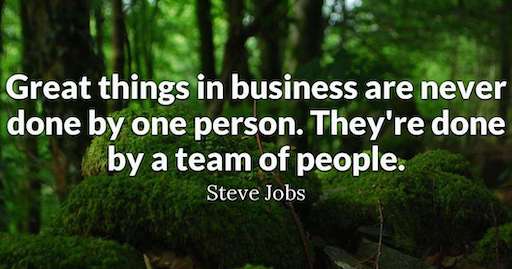 Great things in business are never
done by one person. They're done
by a team of people.
Steve Jobs